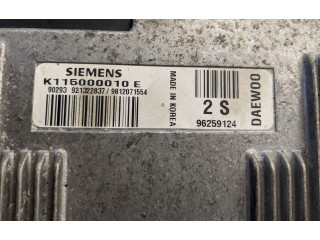 SIEMENS
K115000010 E
90293 921322837 / 9812071554
MADE IN KOREA
2 S
96259124
DAEWOO